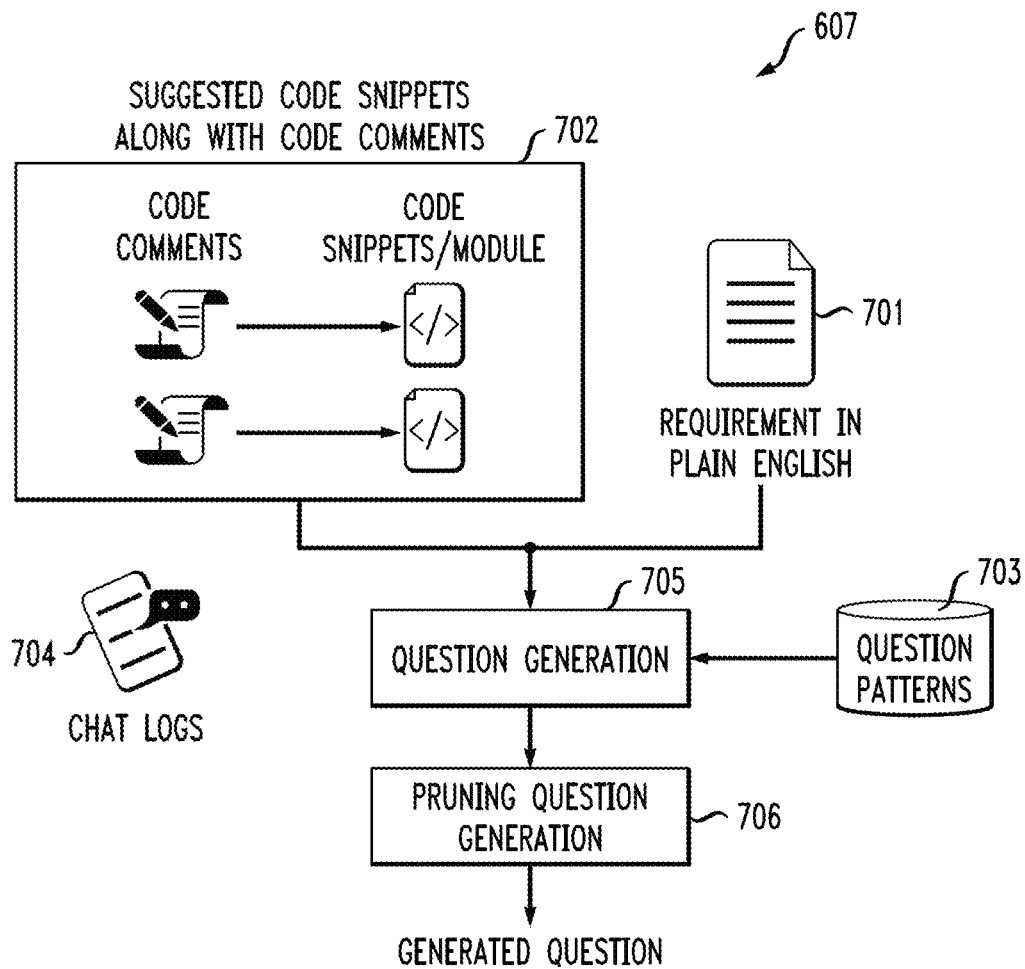 607
SUGGESTED CODE SNIPPETS
ALONG WITH CODE COMMENTS
702
CODE
COMMENTS
CODE
SNIPPETS/MODULE
</>
</>
701
REQUIREMENT IN
PLAIN ENGLISH
704
CHAT LOGS
705
QUESTION GENERATION
703
QUESTION
PATTERNS
PRUNING QUESTION
GENERATION
706
GENERATED QUESTION